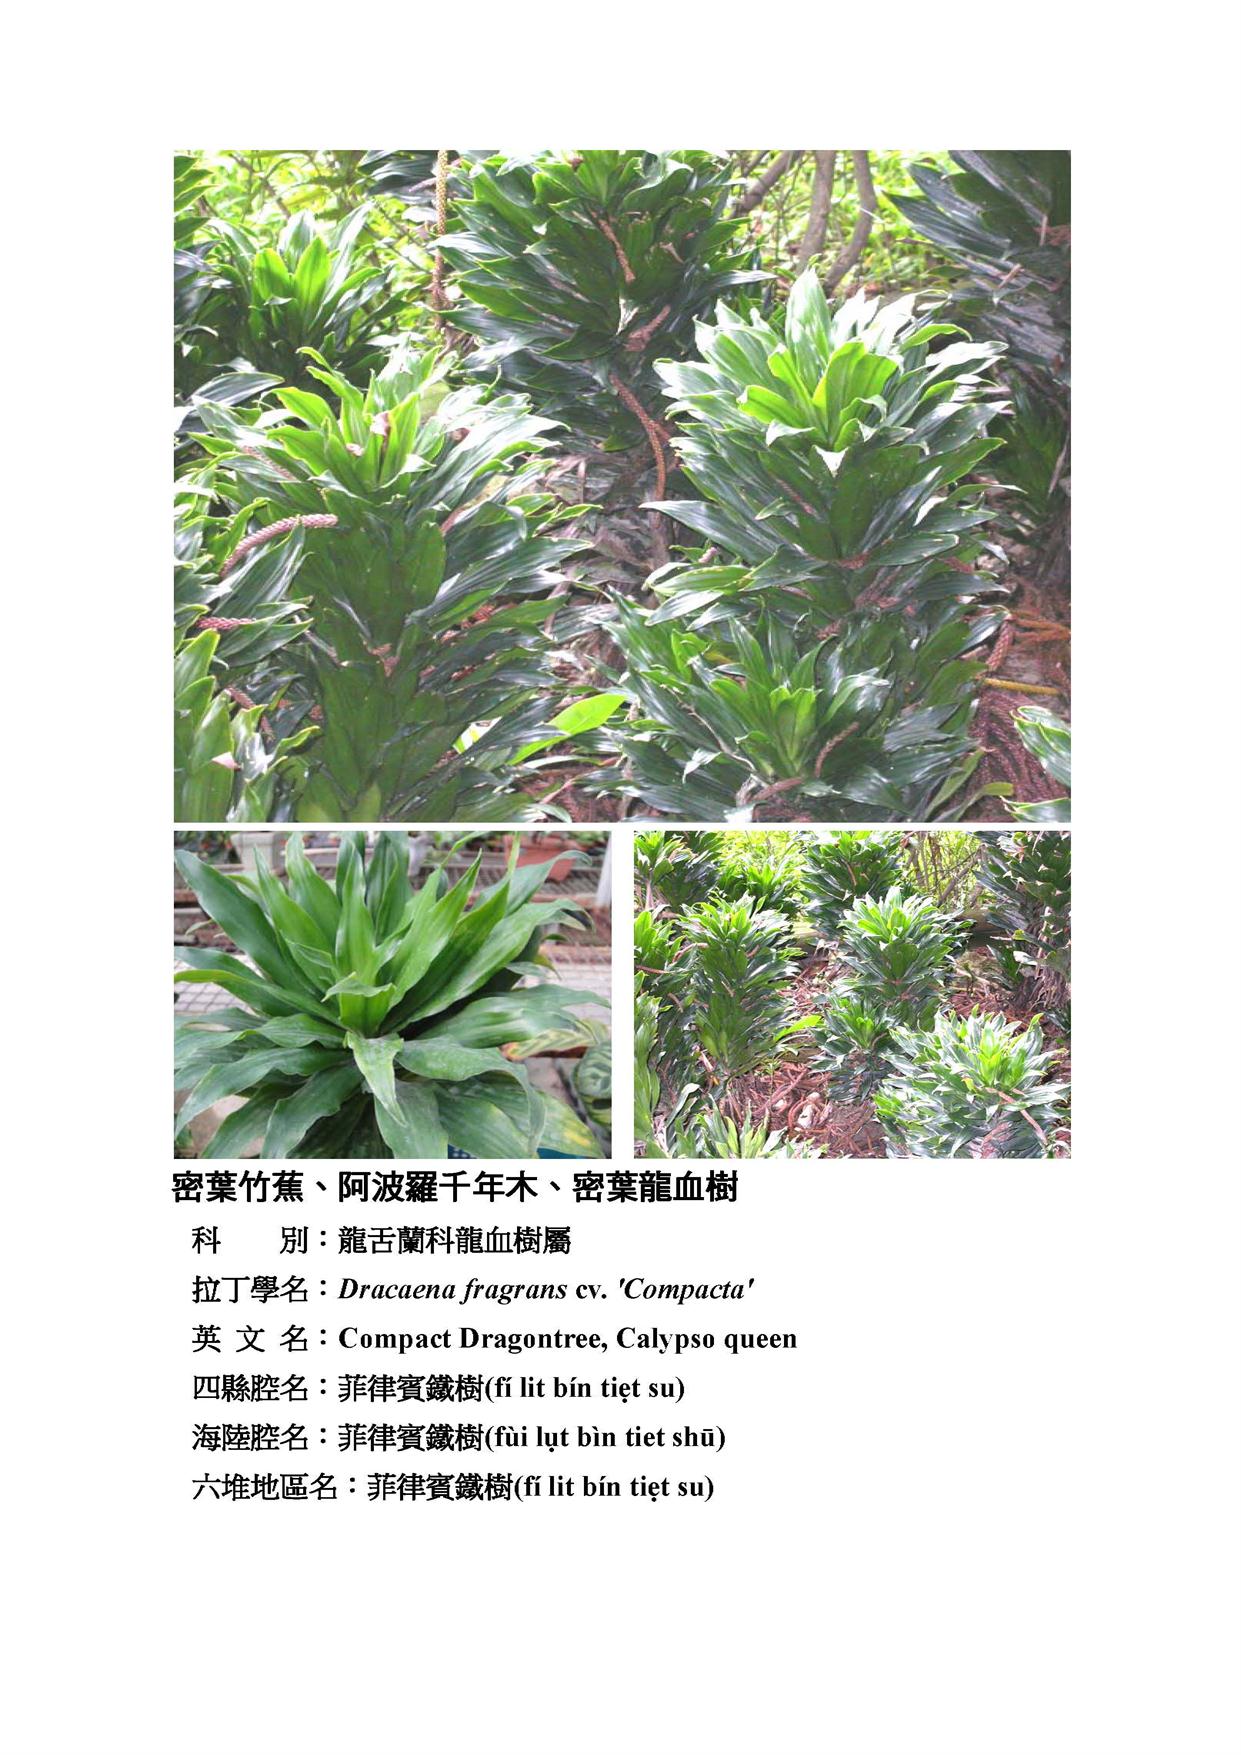 密葉竹蕉、阿波羅千年木、密葉龍血樹
科　　別：龍舌蘭科龍血樹屬
拉丁學名：Dracaena fragrans cv. 'Compacta'
英 文 名：Compact Dragontree, Calypso queen
四縣腔名：菲律賓鐵樹(fí lit bín tiẹt su)
海陸腔名：菲律賓鐵樹(fùi lụt bìn tiet shū)
六堆地區名：菲律賓鐵樹(fí lit bín tiẹt su)